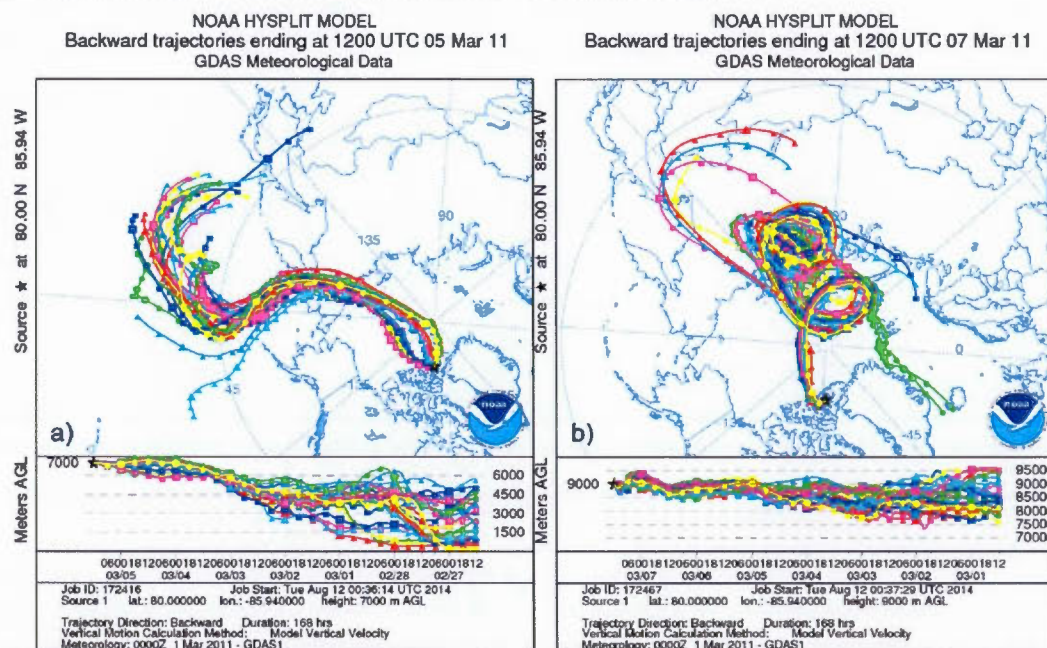 NOAA HYSPLIT MODEL
Backward trajectories ending at 1200 UTC 05 Mar 11
GDAS Meteorological Data
Source ★ at 80.00 N 85.94 W
90
135
45
a)
noaa
Meters AGL
7000
6000
4500
3000
1500
06001812060018120600181206001812060018120600181206001812
03/05 03/04 03/03 03/02 03/01 02/28 02/27
Job ID: 172416 Job Start: Tue Aug 12 00:36:14 UTC 2014
Source 1 lat.: 80.000000 lon.: -85.940000 height: 7000 m AGL
Trajectory Direction: Backward Duration: 168 hrs
Vertical Motion Calculation Method: Model Vertical Velocity
Meteorology: 0000Z 1 Mar 2011 - GDAS1
NOAA HYSPLIT MODEL
Backward trajectories ending at 1200 UTC 07 Mar 11
GDAS Meteorological Data
Source ★ at 80.00 N 85.94 W
0
-45
b)
noaa
Meters AGL
9000
9500
9000
8500
8000
7500
7000
06001812060018120600181206001812060018120600181206001812
03/07 03/06 03/05 03/04 03/03 03/02 03/01
Job ID: 172467 Job Start: Tue Aug 12 00:37:29 UTC 2014
Source 1 lat.: 80.000000 lon.: -85.940000 height: 9000 m AGL
Trajectory Direction: Backward Duration: 168 hrs
Vertical Motion Calculation Method: Model Vertical Velocity
Meteorology: 0000Z 1 Mar 2011 - GDAS1